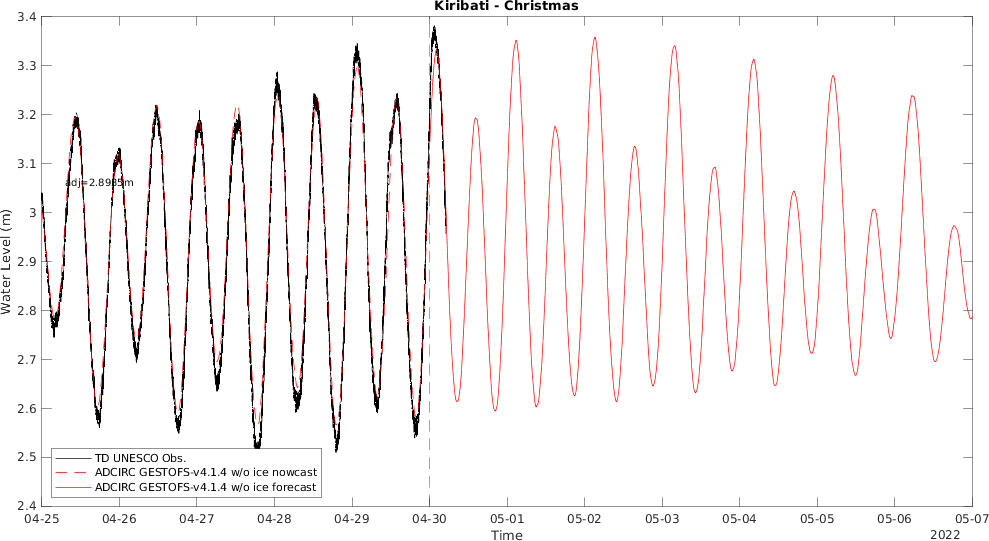 Kiribati - Christmas
3.4
3.3
3.2
3.1
3
2.9
2.8
2.7
2.6
2.5
2.4
Water Level (m)
adj=2.8985m
TD UNESCO Obs.
ADCIRC GESTOFS-v4.1.4 w/o ice nowcast
ADCIRC GESTOFS-v4.1.4 w/o ice forecast
04-25 04-26 04-27 04-28 04-29 04-30 05-01 05-02 05-03 05-04 05-05 05-06 05-07
Time
2022